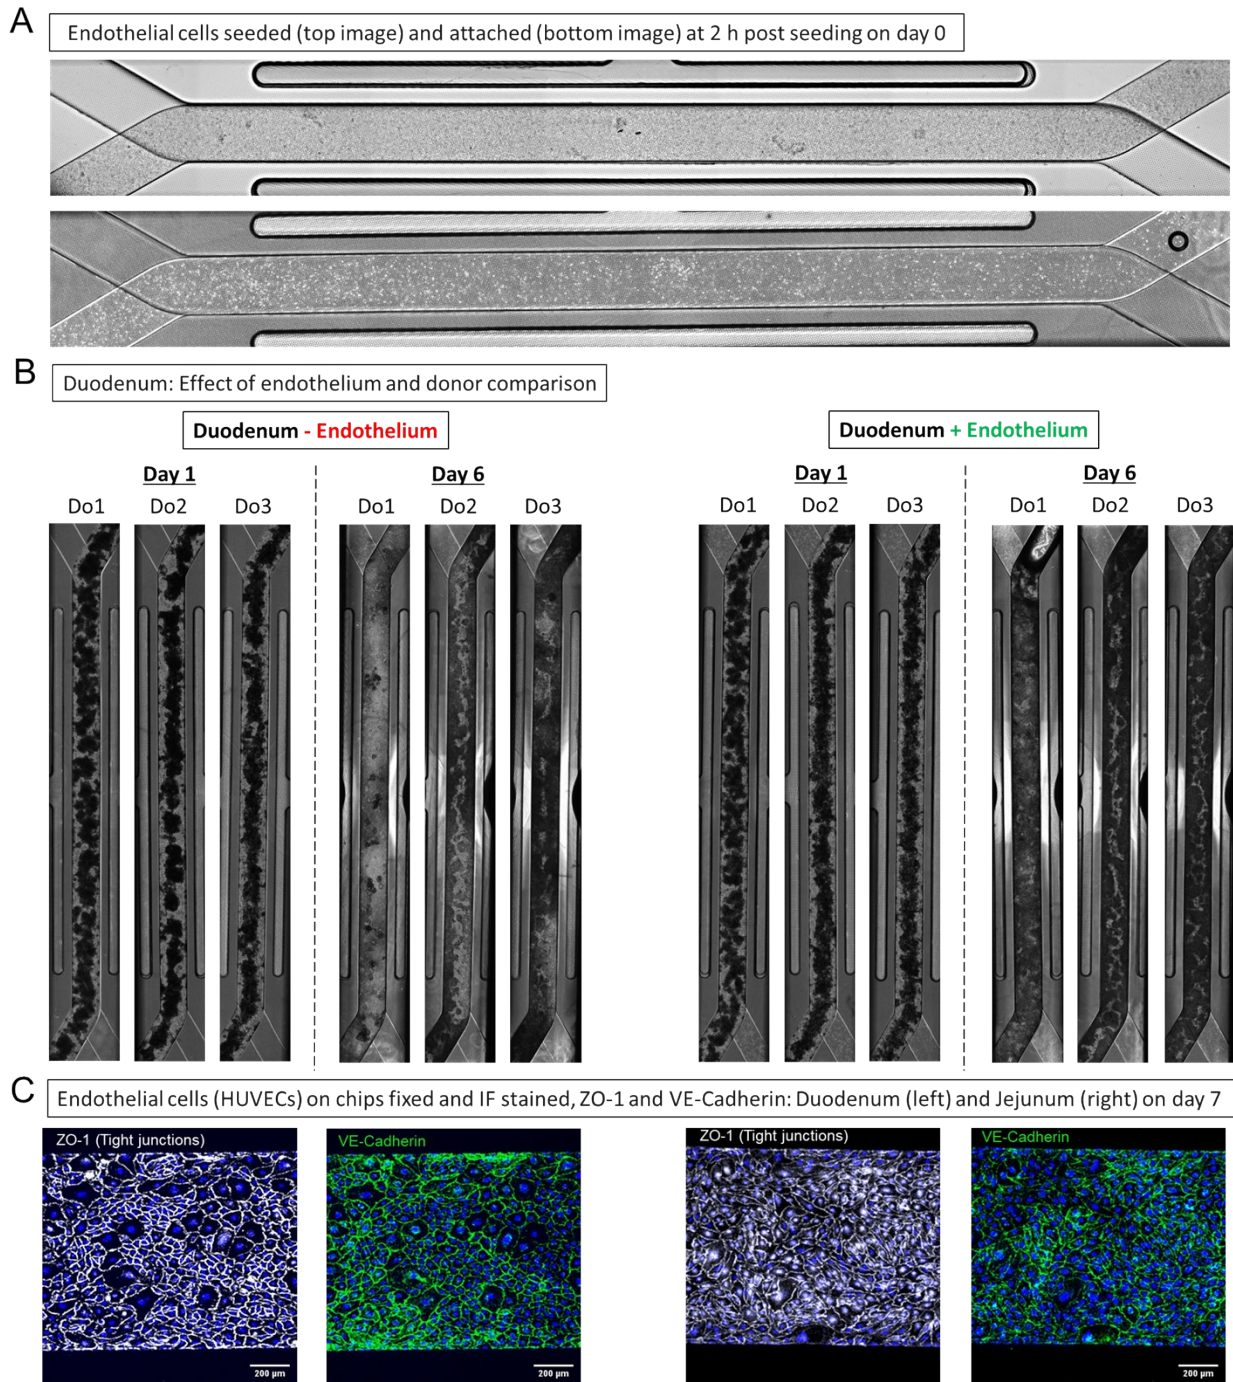 A
Endothelial cells seeded (top image) and attached (bottom image) at 2 h post seeding on day 0
B
Duodenum: Effect of endothelium and donor comparison
Duodenum - Endothelium
Duodenum + Endothelium
Day 1
Day 6
Day 1
Day 6
Do1 Do2 Do3
Do1 Do2 Do3
Do1 Do2 Do3
Do1 Do2 Do3
C
Endothelial cells (HUVECs) on chips fixed and IF stained, ZO-1 and VE-Cadherin: Duodenum (left) and Jejunum (right) on day 7
ZO-1 (Tight junctions)
VE-Cadherin
ZO-1 (Tight junctions)
VE-Cadherin
200 µm
200 µm
200 µm
200 µm